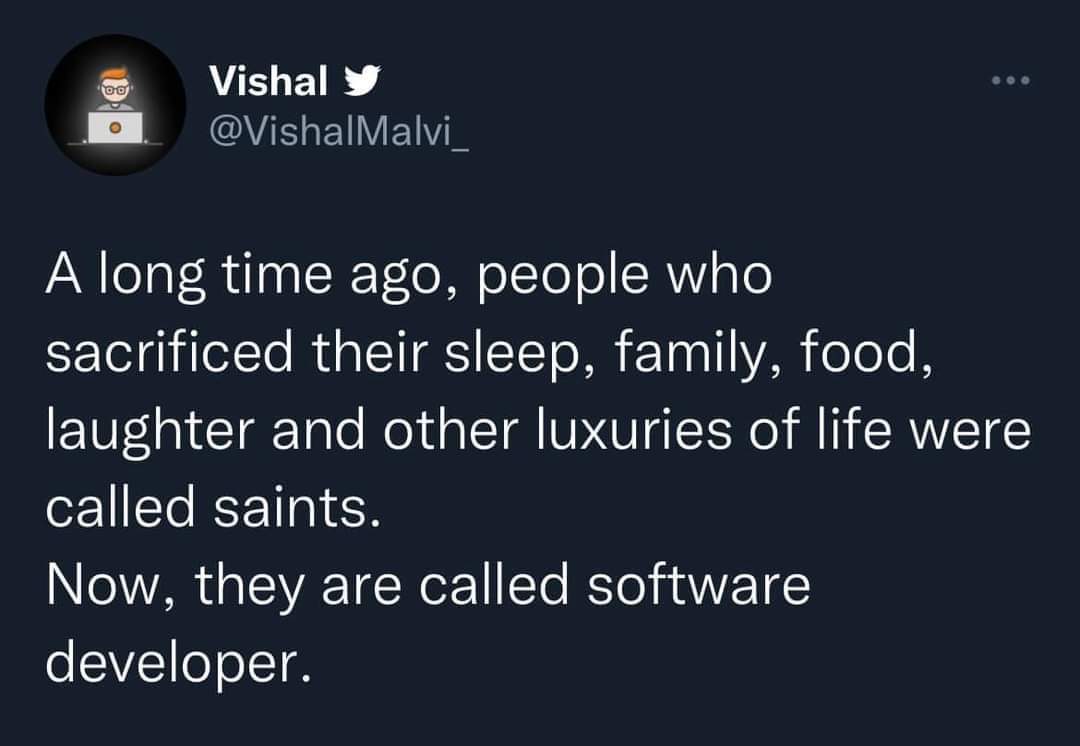 Vishal
@VishalMalvi_
A long time ago, people who
sacrificed their sleep, family, food,
laughter and other luxuries of life were
called saints.
Now, they are called software
developer.